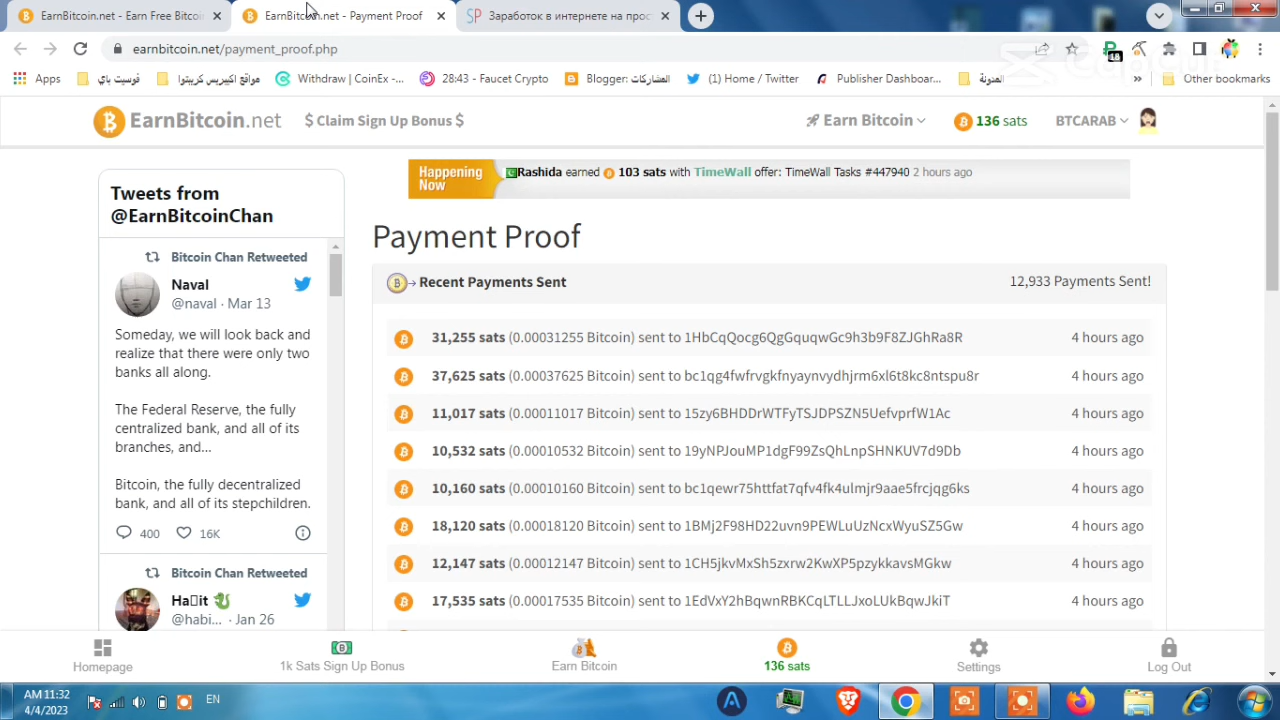 EarnBitcoin.net - Earn Free Bitcoin
EarnBitcoin.net - Payment Proof
Заработок в интернете на прос
earnbitcoin.net/payment_proof.php
18
CapCut
Apps
فوسيت باي
مواقع اكيبريس كريبتوا
Withdraw | CoinEx -...
28:43 - Faucet Crypto
Blogger: المشاركات
(1) Home / Twitter
Publisher Dashboar...
المدونة
»
Other bookmarks
EarnBitcoin.net
$ Claim Sign Up Bonus $
Earn Bitcoin
136 sats
BTCARAB
Happening Now
Rashida earned 103 sats with TimeWall offer: TimeWall Tasks #447940 2 hours ago
Tweets from
@EarnBitcoinChan
Bitcoin Chan Retweeted
Naval
@naval · Mar 13
Someday, we will look back and
realize that there were only two
banks all along.
The Federal Reserve, the fully
centralized bank, and all of its
branches, and...
Bitcoin, the fully decentralized
bank, and all of its stepchildren.
400 16K
Bitcoin Chan Retweeted
@habi... · Jan 26
Payment Proof
Recent Payments Sent
12,933 Payments Sent!
31,255 sats (0.00031255 Bitcoin) sent to 1HbCqQocg6QgGquqwGc9h3b9F8ZJGhRa8R 4 hours ago
37,625 sats (0.00037625 Bitcoin) sent to bc1qg4fwfrvgkfnyaynvydhjrm6xl6t8kc8ntspu8r 4 hours ago
11,017 sats (0.00011017 Bitcoin) sent to 15zy6BHDDrWTFyTSJDPSZN5UefvprfW1Ac 4 hours ago
10,532 sats (0.00010532 Bitcoin) sent to 19yNPJouMP1dgF99ZsQhLnpSHNKUV7d9Db 4 hours ago
10,160 sats (0.00010160 Bitcoin) sent to bc1qewr75httfat7qfv4fk4ulmjr9aae5frcjqg6ks 4 hours ago
18,120 sats (0.00018120 Bitcoin) sent to 1BMj2F98HD22uvn9PEWLuUzNcxWyuSZ5Gw 4 hours ago
12,147 sats (0.00012147 Bitcoin) sent to 1CH5jkvMxSh5zxrw2KwXP5pzykkavsMGkw 4 hours ago
17,535 sats (0.00017535 Bitcoin) sent to 1EdVxY2hBqwnRBKCqLTLLJxoLUkBqwJkiT 4 hours ago
Homepage
1k Sats Sign Up Bonus
Earn Bitcoin
136 sats
Settings
Log Out
AM 11:32
4/4/2023
EN